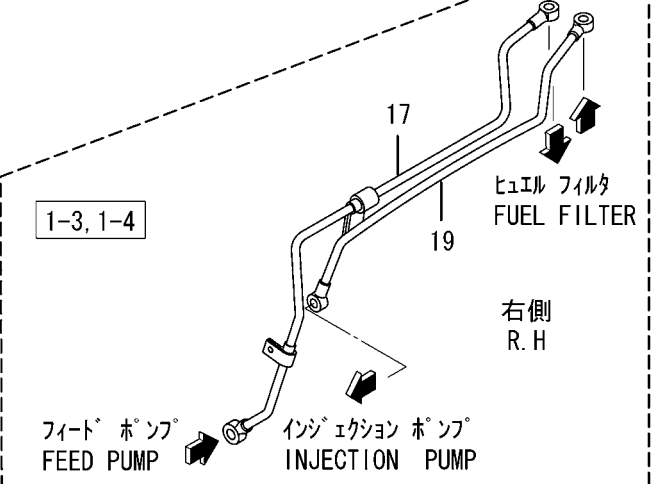 17
1-3, 1-4
ヒュエル フィルタ
FUEL FILTER
19
右側
R.H
フィード ポンプ
FEED PUMP
インジェクション ポンプ
INJECTION PUMP